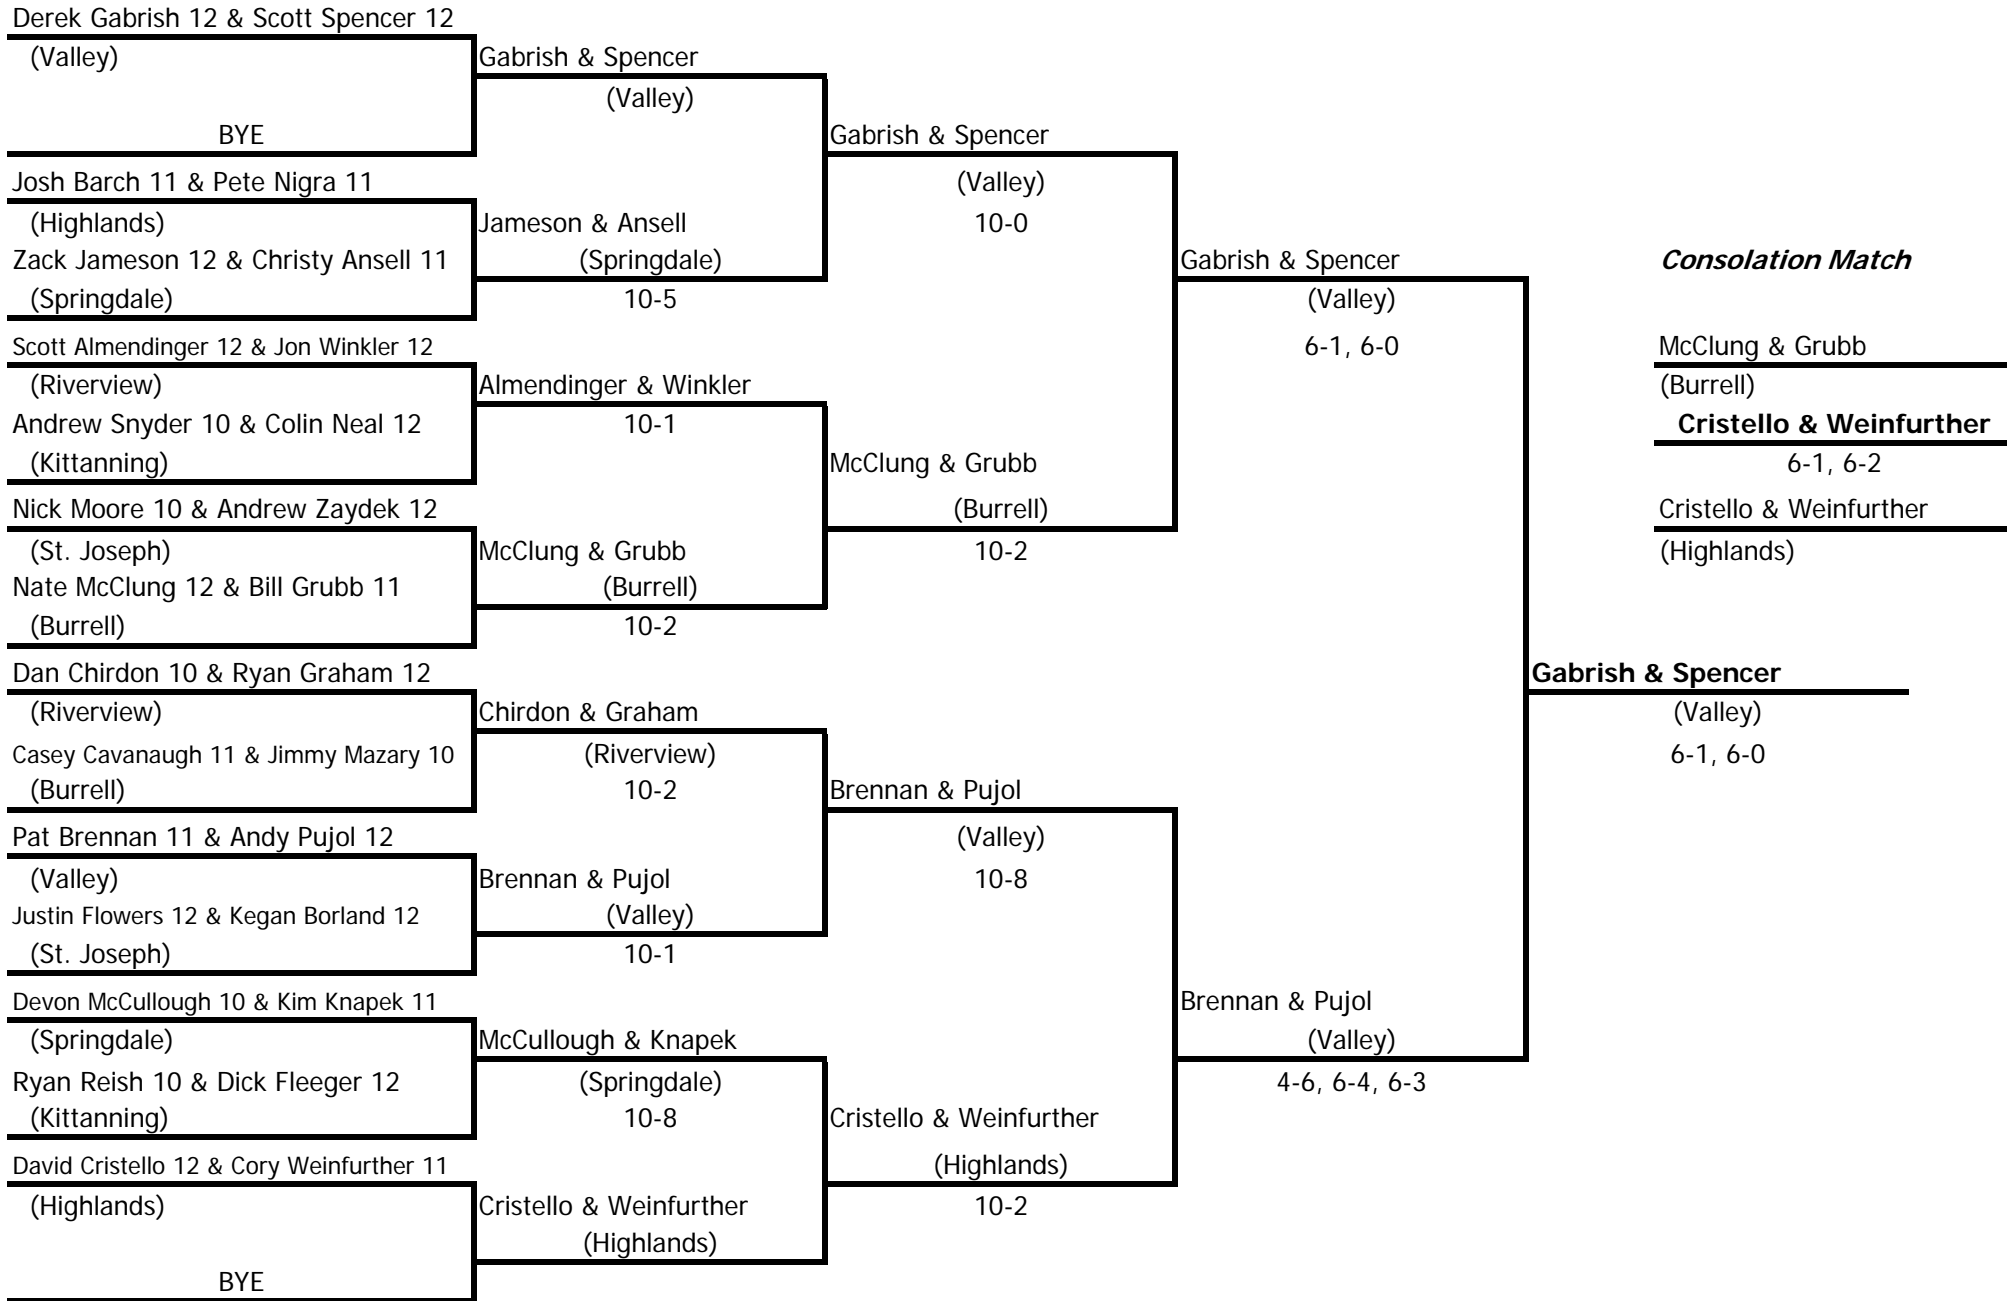 Derek Gabrish 12 & Scott Spencer 12
(Valley)
BYE
Josh Barch 11 & Pete Nigra 11
(Highlands)
Zack Jameson 12 & Christy Ansell 11
(Springdale)
Scott Almendinger 12 & Jon Winkler 12
(Riverview)
Andrew Snyder 10 & Colin Neal 12
(Kittanning)
Nick Moore 10 & Andrew Zaydek 12
(St. Joseph)
Nate McClung 12 & Bill Grubb 11
(Burrell)
Dan Chirdon 10 & Ryan Graham 12
(Riverview)
Casey Cavanaugh 11 & Jimmy Mazary 10
(Burrell)
Pat Brennan 11 & Andy Pujol 12
(Valley)
Justin Flowers 12 & Kegan Borland 12
(St. Joseph)
Devon McCullough 10 & Kim Knapek 11
(Springdale)
Ryan Reish 10 & Dick Fleeger 12
(Kittanning)
David Cristello 12 & Cory Weinfurther 11
(Highlands)
BYE
Gabrish & Spencer
(Valley)
Jameson & Ansell
(Springdale)
10-5
Almendinger & Winkler
10-1
McClung & Grubb
(Burrell)
10-2
Chirdon & Graham
(Riverview)
10-2
Brennan & Pujol
(Valley)
10-1
McCullough & Knapek
(Springdale)
10-8
Cristello & Weinfurther
(Highlands)
Gabrish & Spencer
(Valley)
10-0
McClung & Grubb
(Burrell)
10-2
Brennan & Pujol
(Valley)
10-8
Cristello & Weinfurther
(Highlands)
10-2
Gabrish & Spencer
(Valley)
6-1, 6-0
Brennan & Pujol
(Valley)
4-6, 6-4, 6-3
Gabrish & Spencer
(Valley)
6-1, 6-0
Consolation Match
McClung & Grubb
(Burrell)
Cristello & Weinfurther
6-1, 6-2
Cristello & Weinfurther
(Highlands)